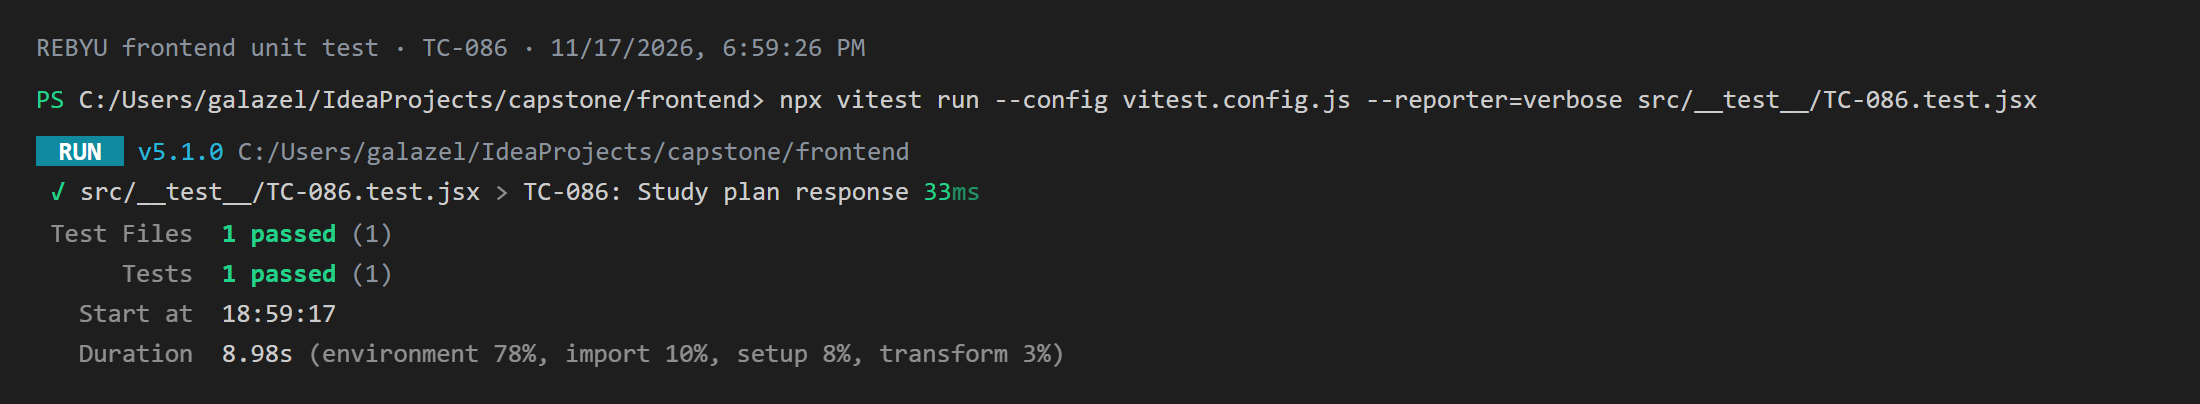 REBYU frontend unit test · TC-086 · 11/17/2026, 6:59:26 PM
PS C:/Users/galazel/IdeaProjects/capstone/frontend> npx vitest run --config vitest.config.js --reporter=verbose src/__test__/TC-086.test.jsx
RUN v5.1.0 C:/Users/galazel/IdeaProjects/capstone/frontend
√ src/__test__/TC-086.test.jsx > TC-086: Study plan response 33ms
Test Files 1 passed (1)
Tests 1 passed (1)
Start at 18:59:17
Duration 8.98s (environment 78%, import 10%, setup 8%, transform 3%)